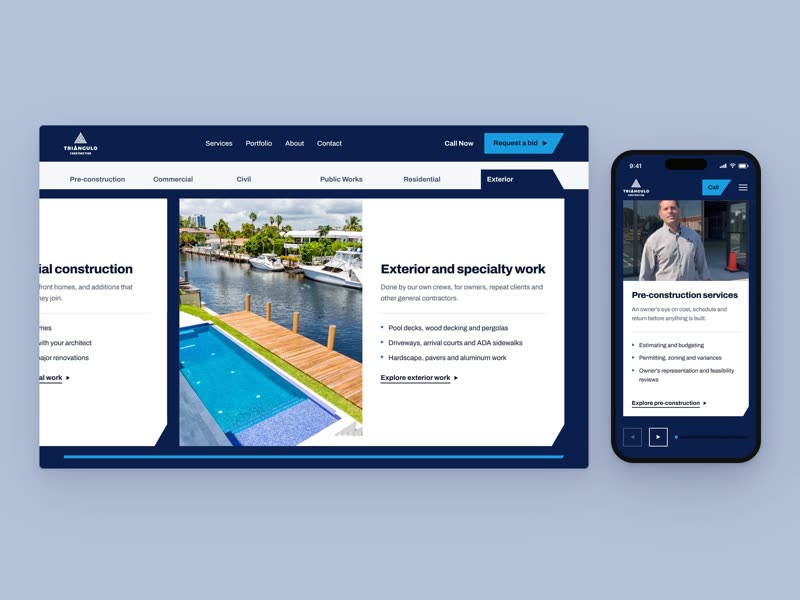 TRIÁNGULO
CONSTRUCTION
Services Portfolio About Contact
Call Now
Request a bid
Pre-construction Commercial Civil Public Works Residential Exterior
ial construction
front homes, and additions that
hey join.
mes
with your architect
ajor renovations
al work
Exterior and specialty work
Done by our own crews, for owners, repeat clients and
other general contractors.
Pool decks, wood decking and pergolas
Driveways, arrival courts and ADA sidewalks
Hardscape, pavers and aluminum work
Explore exterior work
9:41
TRIÁNGULO
CONSTRUCTION
Call
Pre-construction services
An owner's eye on cost, schedule and
return before anything is built.
Estimating and budgeting
Permitting, zoning and variances
Owner's representation and feasibility
reviews
Explore pre-construction